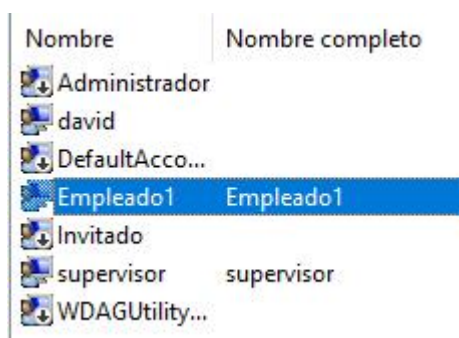 Nombre Nombre completo
Administrador
david
DefaultAcco...
Empleado1 Empleado1
Invitado
supervisor supervisor
WDAGUtility...